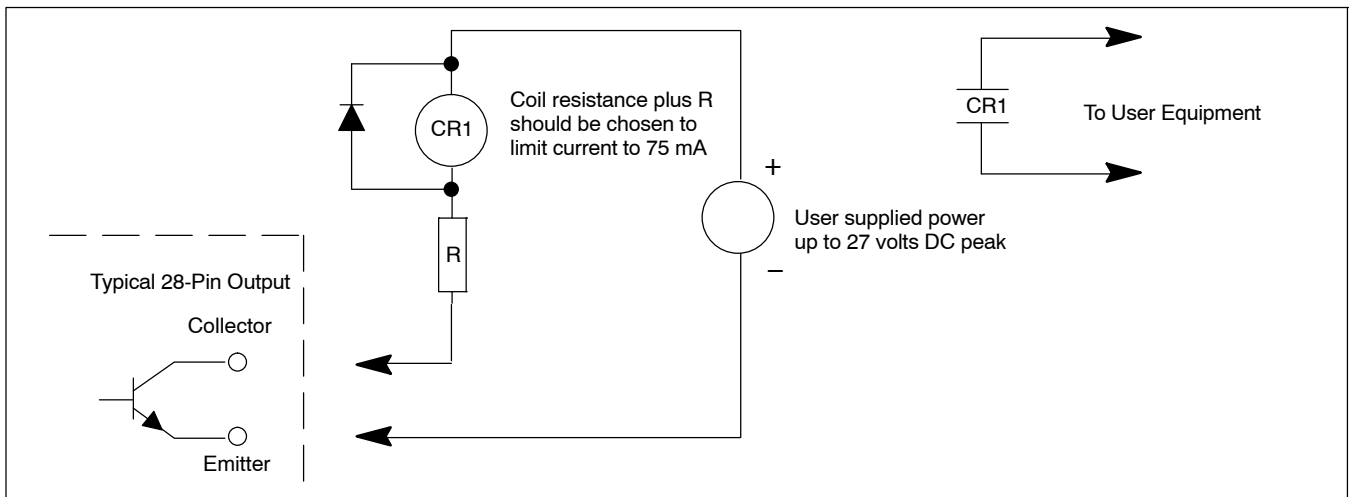 CR1
Coil resistance plus R
should be chosen to
limit current to 75 mA
CR1
To User Equipment
+
User supplied power
up to 27 volts DC peak
–
R
Typical 28-Pin Output
Collector
Emitter